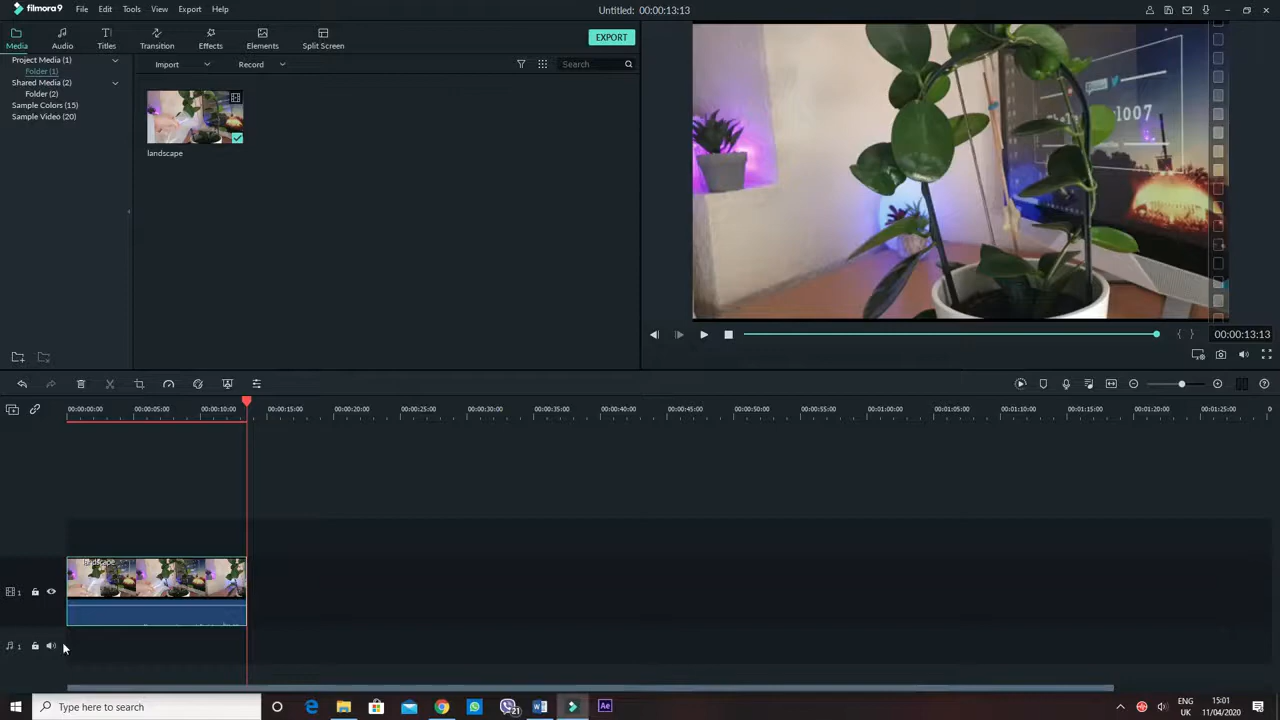 filmora9 File Edit Tools View Export Help Untitled: 00:00:13:13
Media Audio Titles Transition Effects Elements Split Screen EXPORT
Project Media (1)
Folder (1)
Shared Media (2)
Folder (2)
Sample Colors (15)
Sample Video (20)
Import Record Search
landscape
00:00:13:13
00:00:00:00 00:00:05:00 00:00:10:00 00:00:15:00 00:00:20:00 00:00:25:00 00:00:30:00 00:00:35:00 00:00:40:00 00:00:45:00 00:00:50:00 00:00:55:00 00:01:00:00 00:01:05:00 00:01:10:00 00:01:15:00 00:01:20:00 00:01:25:00 0
landscape
1
1
Type here to search
21
Ae
ENG
UK
15:01
11/04/2020